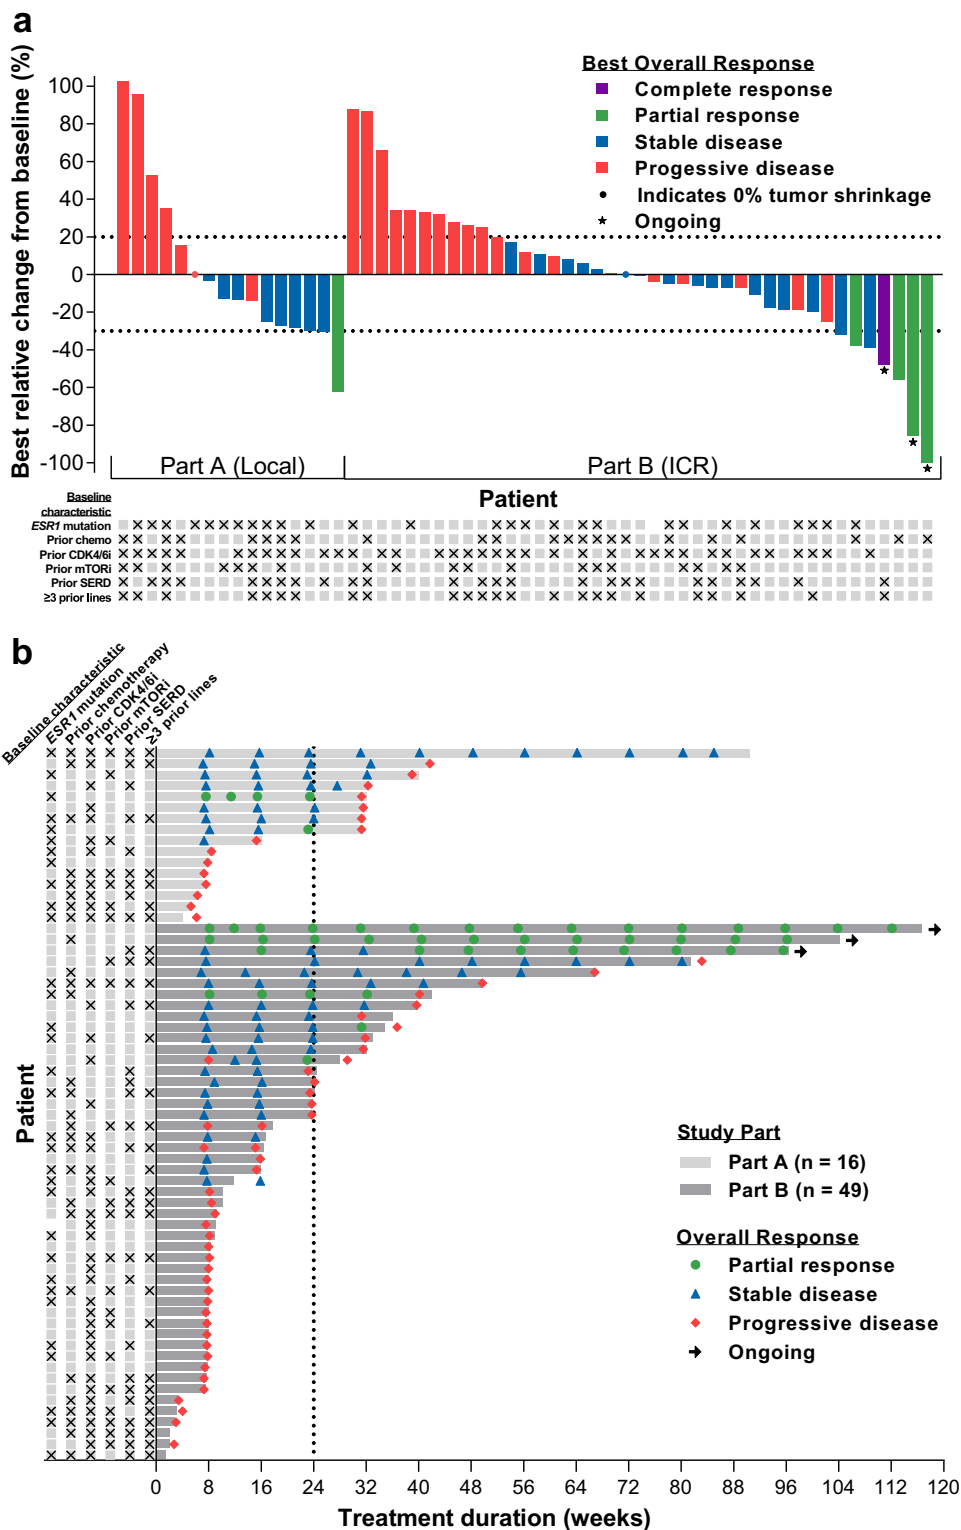 a
Best relative change from baseline (%)
100
80
60
40
20
0
-20
-40
-60
-80
-100
Best Overall Response
Complete response
Partial response
Stable disease
Progessive disease
Indicates 0% tumor shrinkage
Ongoing
Part A (Local)
Part B (ICR)
Patient
Baseline
characteristic
ESR1 mutation
Prior chemo
Prior CDK4/6i
Prior mTORi
Prior SERD
≥3 prior lines
b
Baseline characteristic
ESR1 mutation
Prior chemotherapy
Prior CDK4/6i
Prior mTORi
Prior SERD
≥3 prior lines
Patient
Study Part
Part A (n = 16)
Part B (n = 49)
Overall Response
Partial response
Stable disease
Progressive disease
Ongoing
0 8 16 24 32 40 48 56 64 72 80 88 96 104 112 120
Treatment duration (weeks)